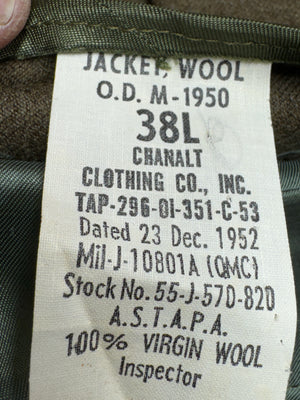 JACKET, WOOL
O.D. M-1950
38L
CHANALT
CLOTHING CO., INC.
TAP-296-OI-351-C-53
Dated 23 Dec. 1952
Mil-J-10801A (QMC)
Stock No. 55-J-570-820
A.S.T.A.P.A.
100% VIRGIN WOOL
Inspector